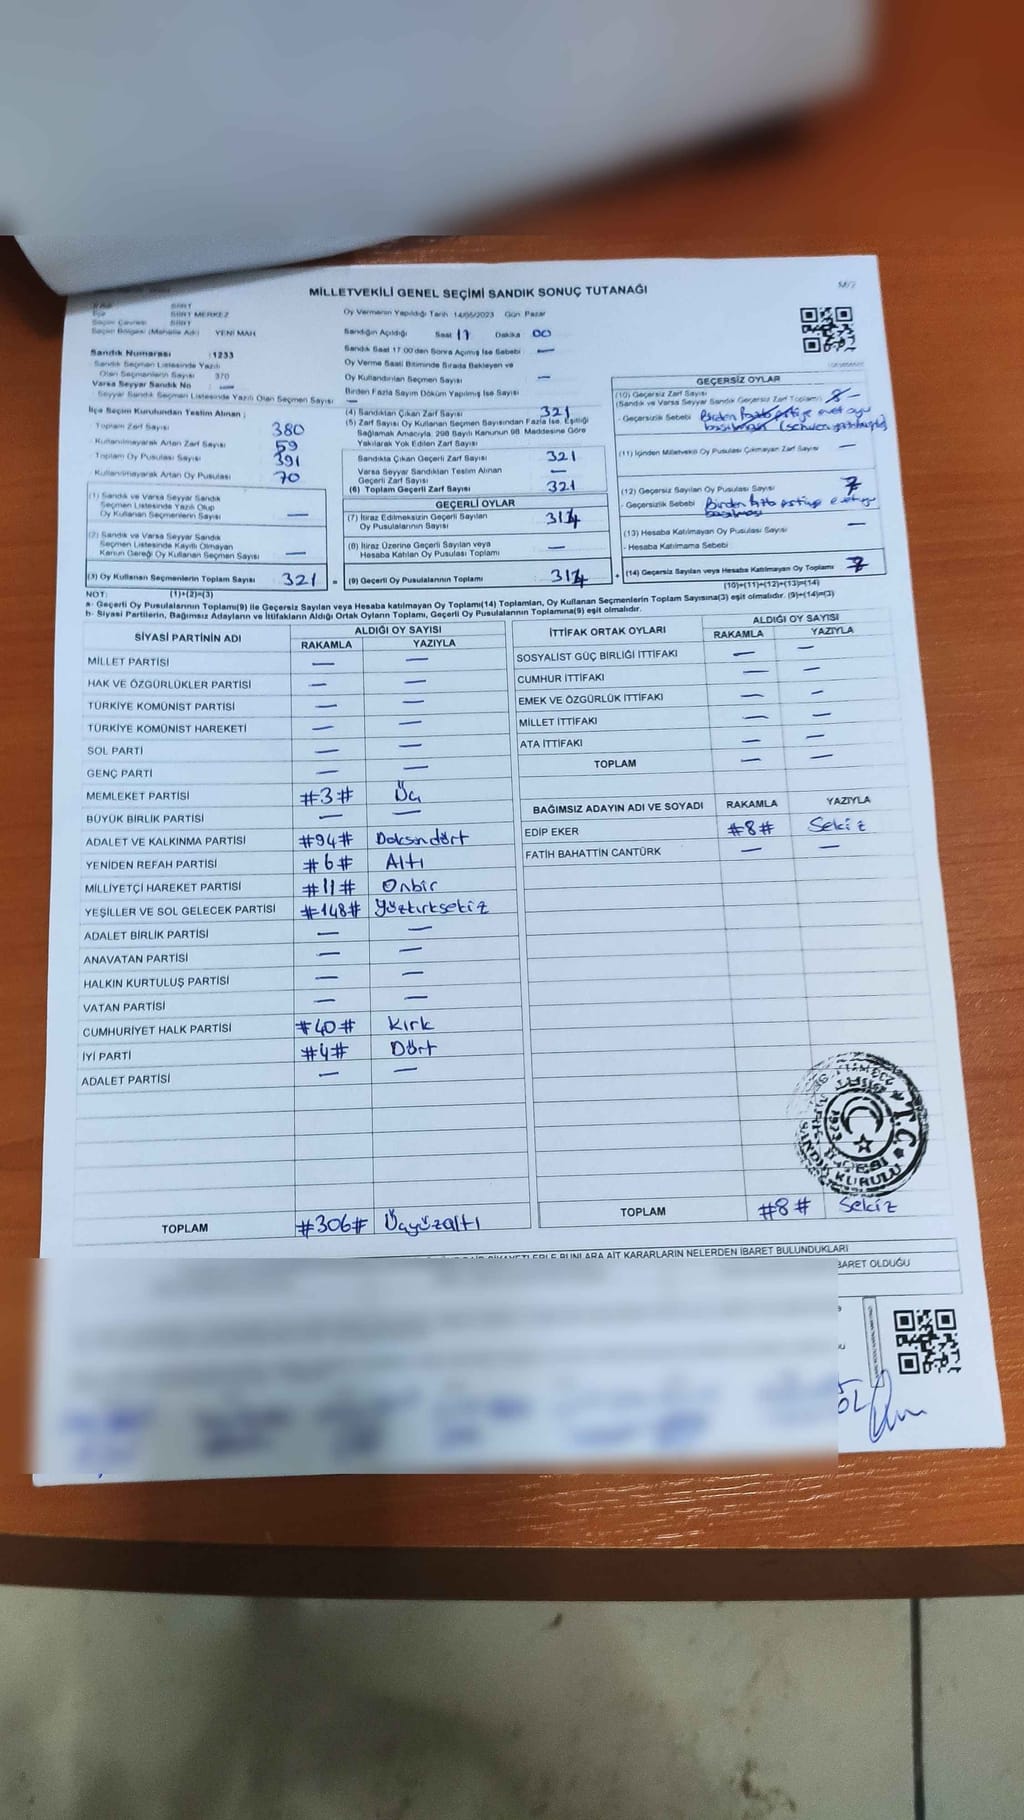 MİLLETVEKİLİ GENEL SEÇİMİ SANDIK SONUÇ TUTANAĞI
SİİRT
İlçe SİİRT MERKEZ
Seçim Çevresi SİİRT
Seçim Bölgesi (Mahalle Adı) YENİ MAH
Sandık Numarası :1233
Sandık Seçmen Listesinde Yazılı
Olan Seçmenlerin Sayısı 370
Varsa Seyyar Sandık No —
Seyyar Sandık Seçmen Listesinde Yazılı Olan Seçmen Sayısı —
İlçe Seçim Kurulundan Teslim Alınan ;
Toplam Zarf Sayısı 380
Kullanılmayarak Artan Zarf Sayısı 59
Toplam Oy Pusulası Sayısı 391
Kullanılmayarak Artan Oy Pusulası 70
(1) Sandık ve Varsa Seyyar Sandık
Seçmen Listesinde Yazılı Olup
Oy Kullanan Seçmenlerin Sayısı
(2) Sandık ve Varsa Seyyar Sandık
Seçmen Listesinde Kayıtlı Olmayan
Kanun Gereği Oy Kullanan Seçmen Sayısı —
(3) Oy Kullanan Seçmenlerin Toplam Sayısı 321 =
Oy Vermenin Yapıldığı Tarih 14/05/2023 Gün Pazar
Sandığın Açıldığı Saat 17 Dakika 00
Sandık Saat 17:00'den Sonra Açılmış İse Sebebi —
Oy Verme Saati Bitiminde Sırada Bekleyen ve
Oy Kullandırılan Seçmen Sayısı —
Birden Fazla Sayım Döküm Yapılmış İse Sayısı
(4) Sandıktan Çıkan Zarf Sayısı 321
(5) Zarf Sayısı Oy Kullanan Seçmen Sayısından Fazla İse, Eşitliği
Sağlamak Amacıyla, 298 Sayılı Kanunun 98. Maddesine Göre
Yakılarak Yok Edilen Zarf Sayısı
Sandıkta Çıkan Geçerli Zarf Sayısı 321
Varsa Seyyar Sandıktan Teslim Alınan
Geçerli Zarf Sayısı —
(6) Toplam Geçerli Zarf Sayısı 321
GEÇERLİ OYLAR
(7) İtiraz Edilmeksizin Geçerli Sayılan
Oy Pusulalarının Sayısı 314
(8) İtiraz Üzerine Geçerli Sayılan veya
Hesaba Katılan Oy Pusulası Toplamı —
(9) Geçerli Oy Pusulalarının Toplamı 314 +
M/2
GEÇERSİZ OYLAR
(10) Geçersiz Zarf Sayısı
(Sandık ve Varsa Seyyar Sandık Geçersiz Zarf Toplamı) 8 —
- Geçersizlik Sebebi Birden fazla partiye evet oyu
basılması (sehven yazılmıştır)
(11) İçinden Milletvekili Oy Pusulası Çıkmayan Zarf Sayısı —
(12) Geçersiz Sayılan Oy Pusulası Sayısı 7
- Geçersizlik Sebebi Birden fazla partiye
basılması
(13) Hesaba Katılmayan Oy Pusulası Sayısı —
- Hesaba Katılmama Sebebi
(14) Geçersiz Sayılan veya Hesaba Katılmayan Oy Toplamı 7
(10)+(11)+(12)+(13)=(14)
NOT: (1)+(2)=(3)
a- Geçerli Oy Pusulalarının Toplamı(9) ile Geçersiz Sayılan veya Hesaba katılmayan Oy Toplamı(14) Toplamları, Oy Kullanan Seçmenlerin Toplam Sayısına(3) eşit olmalıdır. (9)+(14)=(3)
b- Siyasi Partilerin, Bağımsız Adayların ve İttifakların Aldığı Ortak Oyların Toplamı, Geçerli Oy Pusulalarının Toplamına(9) eşit olmalıdır.
SİYASİ PARTİNİN ADI ALDIĞI OY SAYISI
RAKAMLA YAZIYLA
MİLLET PARTİSİ — —
HAK VE ÖZGÜRLÜKLER PARTİSİ — —
TÜRKİYE KOMÜNİST PARTİSİ — —
TÜRKİYE KOMÜNİST HAREKETİ — —
SOL PARTİ — —
GENÇ PARTİ — —
MEMLEKET PARTİSİ #3# Üç
BÜYÜK BİRLİK PARTİSİ — —
ADALET VE KALKINMA PARTİSİ #94# Doksandört
YENİDEN REFAH PARTİSİ #6# Altı
MİLLİYETÇİ HAREKET PARTİSİ #11# Onbir
YEŞİLLER VE SOL GELECEK PARTİSİ #148# Yüzkırksekiz
ADALET BİRLİK PARTİSİ — —
ANAVATAN PARTİSİ — —
HALKIN KURTULUŞ PARTİSİ — —
VATAN PARTİSİ — —
CUMHURİYET HALK PARTİSİ #40# Kırk
İYİ PARTİ #4# Dört
ADALET PARTİSİ — —
TOPLAM #306# Üçyüzaltı
İTTİFAK ORTAK OYLARI ALDIĞI OY SAYISI
RAKAMLA YAZIYLA
SOSYALİST GÜÇ BİRLİĞİ İTTİFAKI — —
CUMHUR İTTİFAKI — —
EMEK VE ÖZGÜRLÜK İTTİFAKI — —
MİLLET İTTİFAKI — —
ATA İTTİFAKI — —
TOPLAM — —
BAĞIMSIZ ADAYIN ADI VE SOYADI RAKAMLA YAZIYLA
EDİP EKER #8# Sekiz
FATİH BAHATTİN CANTÜRK — —
T.C.
SANDIK KURULU
TOPLAM #8# Sekiz
BUNLARA AİT KARARLARIN NELERDEN İBARET BULUNDUKLARI
OLDUĞU